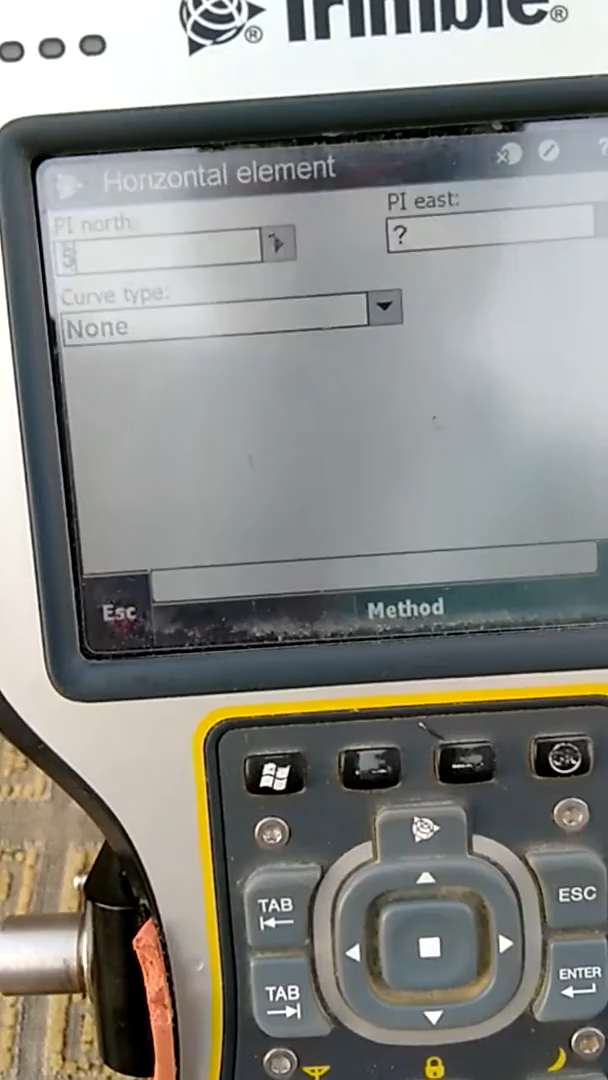 Trimble®
Horizontal element
?
PI north:
PI east:
5
?
Curve type:
None
Esc
Method
TAB
ESC
TAB
ENTER